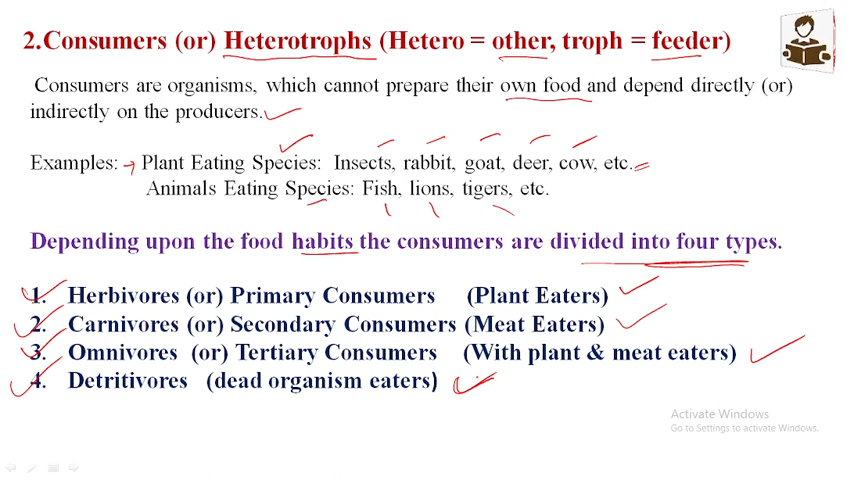 2.Consumers (or) Heterotrophs (Hetero = other, troph = feeder)
Consumers are organisms, which cannot prepare their own food and depend directly (or)
indirectly on the producers.
Examples: Plant Eating Species: Insects, rabbit, goat, deer, cow, etc.
Animals Eating Species: Fish, lions, tigers, etc.
Depending upon the food habits the consumers are divided into four types.
1. Herbivores (or) Primary Consumers (Plant Eaters)
2. Carnivores (or) Secondary Consumers (Meat Eaters)
3. Omnivores (or) Tertiary Consumers (With plant & meat eaters)
4. Detritivores (dead organism eaters)
Activate Windows
Go to Settings to activate Windows.